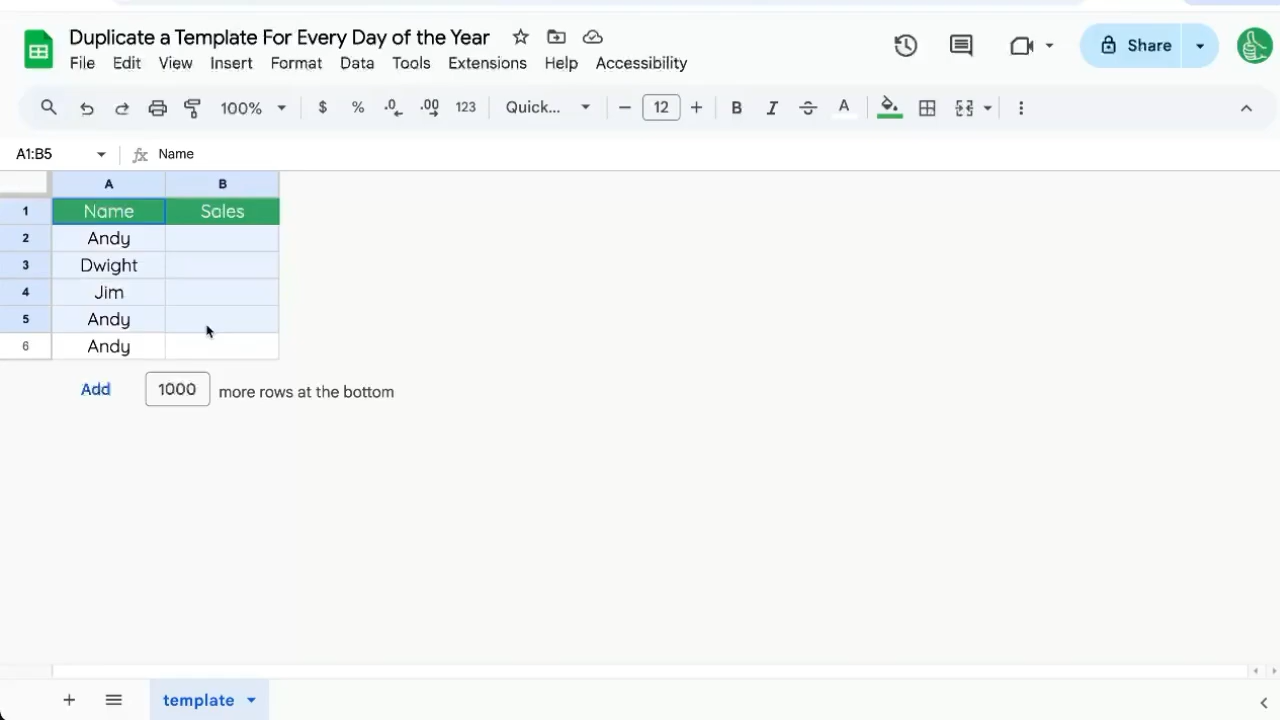 Duplicate a Template For Every Day of the Year
File Edit View Insert Format Data Tools Extensions Help Accessibility
Share
100% $ % .0 .00 123 Quick... 12 B I A
A1:B5 fx Name
A B
1 Name Sales
2 Andy
3 Dwight
4 Jim
5 Andy
6 Andy
Add 1000 more rows at the bottom
template